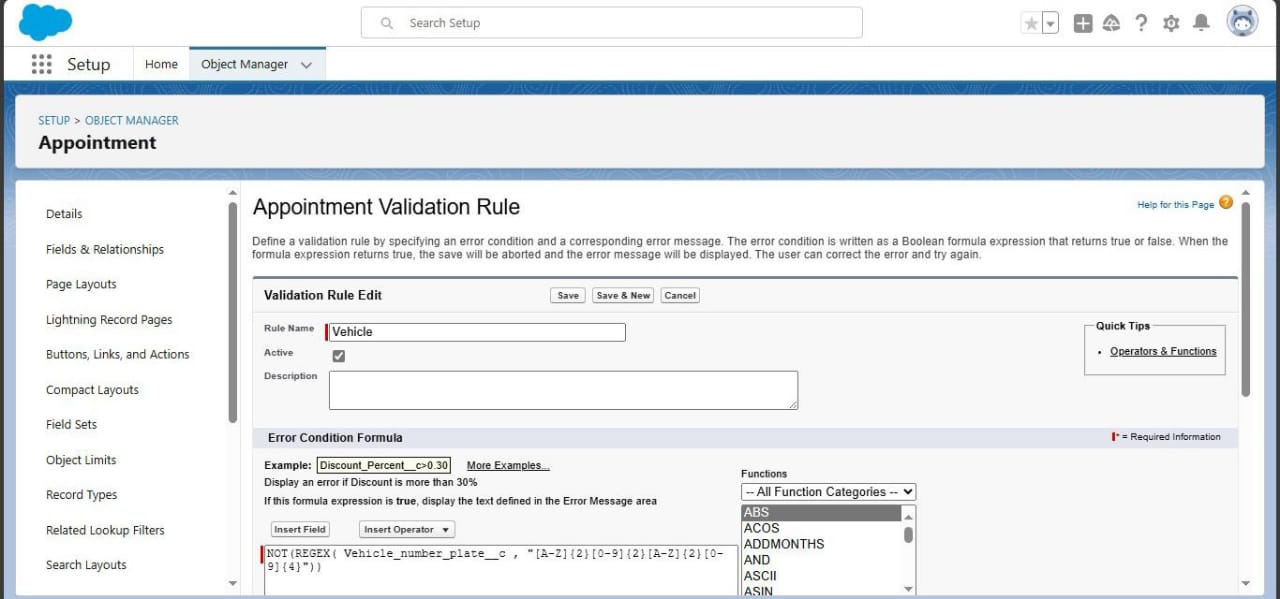 Search Setup
Setup
Home
Object Manager
SETUP > OBJECT MANAGER
Appointment
Details
Fields & Relationships
Page Layouts
Lightning Record Pages
Buttons, Links, and Actions
Compact Layouts
Field Sets
Object Limits
Record Types
Related Lookup Filters
Search Layouts
Appointment Validation Rule
Help for this Page ?
Define a validation rule by specifying an error condition and a corresponding error message. The error condition is written as a Boolean formula expression that returns true or false. When the
formula expression returns true, the save will be aborted and the error message will be displayed. The user can correct the error and try again.
Validation Rule Edit
Save
Save & New
Cancel
Rule Name
Vehicle
Active
Description
Quick Tips
• Operators & Functions
Error Condition Formula
* = Required Information
Example: Discount_Percent__c>0.30 More Examples...
Display an error if Discount is more than 30%
If this formula expression is true, display the text defined in the Error Message area
Insert Field
Insert Operator
NOT(REGEX( Vehicle_number_plate__c , "[A-Z]{2}[0-9]{2}[A-Z]{2}[0-
9]{4}"))
Functions
-- All Function Categories --
ABS
ACOS
ADDMONTHS
AND
ASCII
ASIN